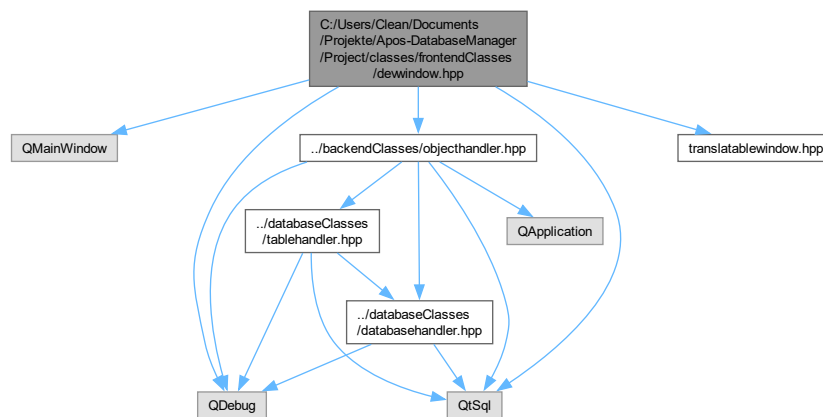 C:/Users/Clean/Documents
/Projekte/Apos-DatabaseManager
/Project/classes/frontendClasses
/dewwindow.hpp
QMainWindow
../backendClasses/objecthandler.hpp
translatablewindow.hpp
../databaseClasses
/tablehandler.hpp
QApplication
../databaseClasses
/databasehandler.hpp
QDebug
QtSql